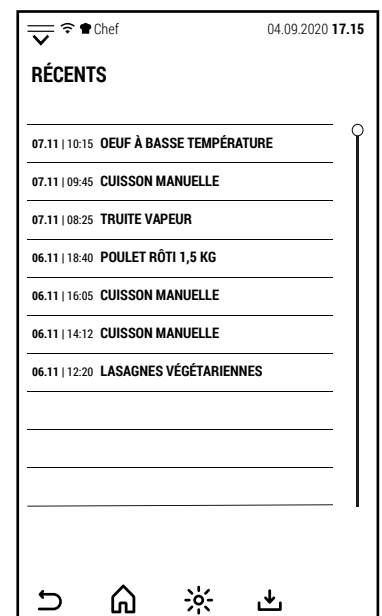 Chef 04.09.2020 17.15
RÉCENTS
07.11 | 10:15 OEUF À BASSE TEMPÉRATURE
07.11 | 09:45 CUISSON MANUELLE
07.11 | 08:25 TRUITE VAPEUR
06.11 | 18:40 POULET RÔTI 1,5 KG
06.11 | 16:05 CUISSON MANUELLE
06.11 | 14:12 CUISSON MANUELLE
06.11 | 12:20 LASAGNES VÉGÉTARIENNES